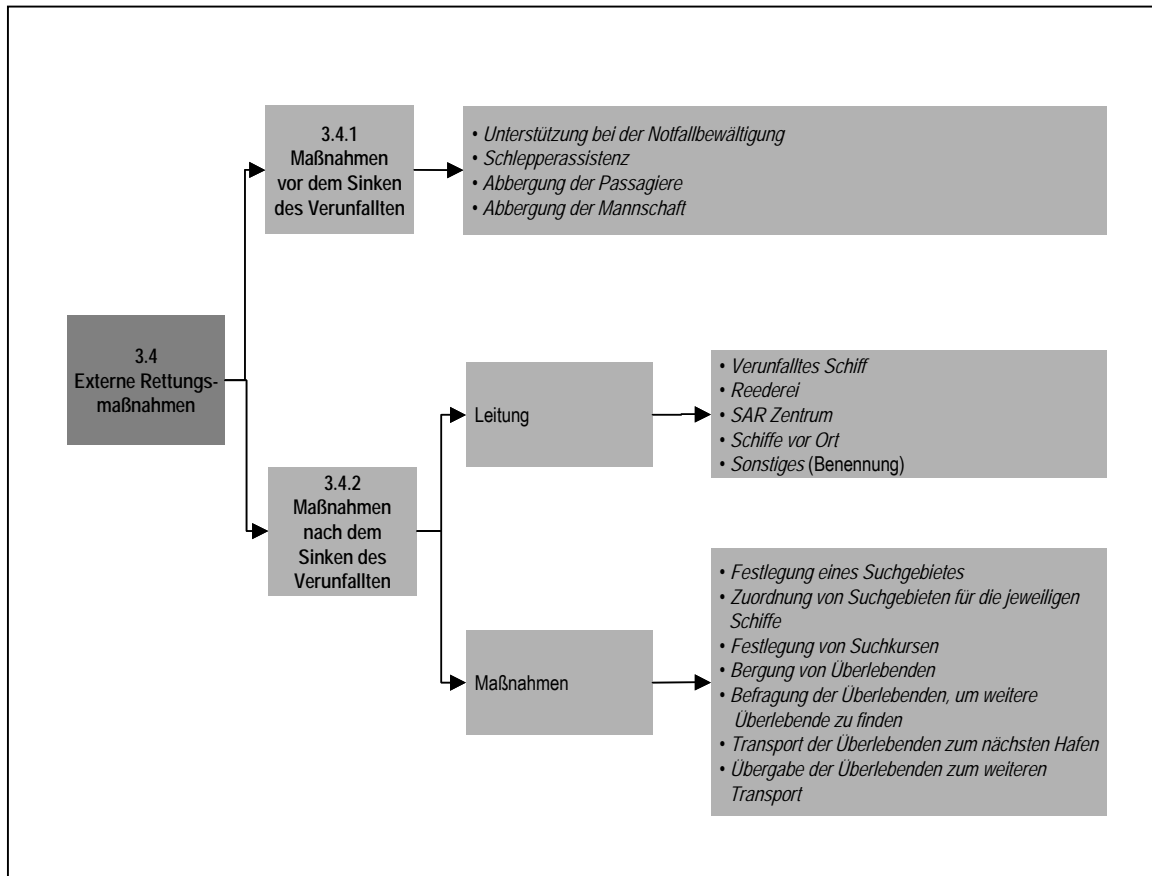 3.4.1
Maßnahmen
vor dem Sinken
des Verunfallten
• Unterstützung bei der Notfallbewältigung
• Schlepperassistenz
• Abbergung der Passagiere
• Abbergung der Mannschaft
3.4
Externe Rettungs-
maßnahmen
Leitung
• Verunfalltes Schiff
• Reederei
• SAR Zentrum
• Schiffe vor Ort
• Sonstiges (Benennung)
3.4.2
Maßnahmen
nach dem
Sinken des
Verunfallten
Maßnahmen
• Festlegung eines Suchgebietes
• Zuordnung von Suchgebieten für die jeweiligen
Schiffe
• Festlegung von Suchkursen
• Bergung von Überlebenden
• Befragung der Überlebenden, um weitere
Überlebende zu finden
• Transport der Überlebenden zum nächsten Hafen
• Übergabe der Überlebenden zum weiteren
Transport